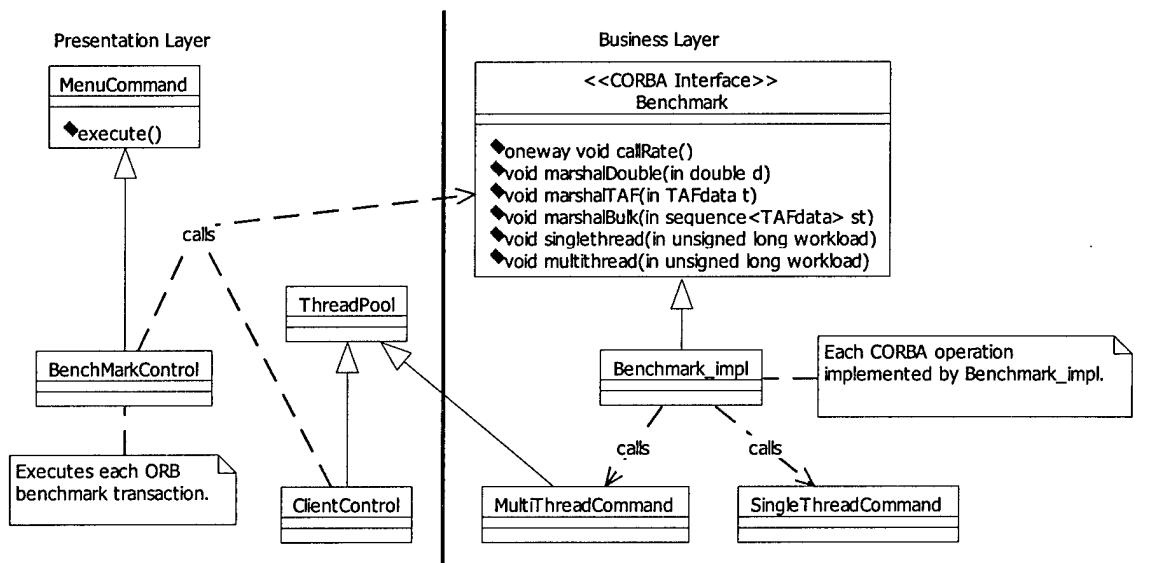 Presentation Layer
Business Layer
MenuCommand
execute()
<<CORBA Interface>>
Benchmark
oneway void callRate()
void marshalDouble(in double d)
void marshalTAF(in TAFdata t)
void marshalBulk(in sequence<TAFdata> st)
void singlethread(in unsigned long workload)
void multithread(in unsigned long workload)
calls
ThreadPool
BenchMarkControl
Benchmark_impl
Each CORBA operation
implemented by Benchmark_impl.
calls
calls
Executes each ORB
benchmark transaction.
ClientControl
MultiThreadCommand
SingleThreadCommand